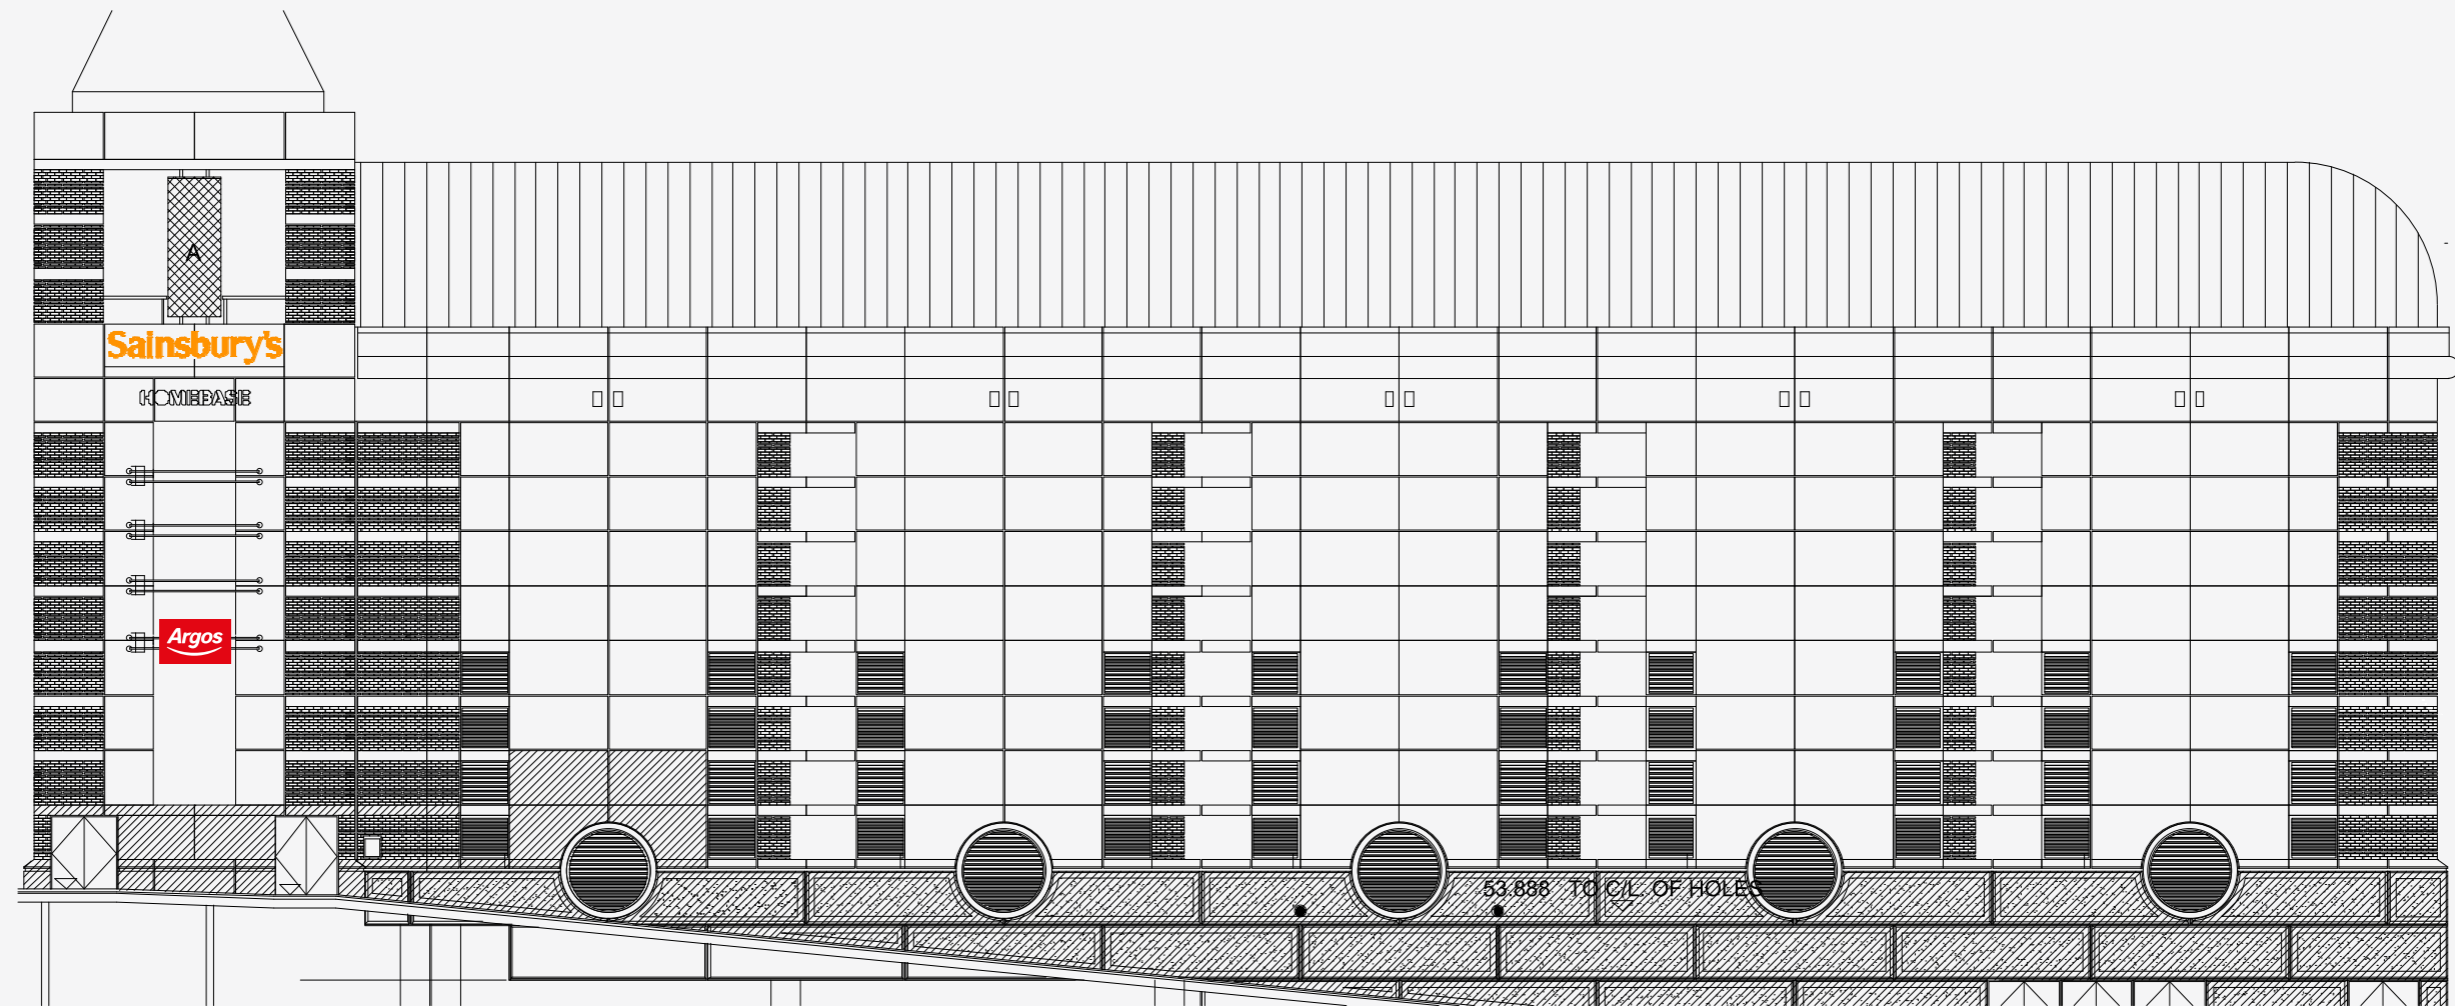 A
Sainsbury's
HOMEBASE
Argos
53.888 TO C/L. OF HOLES